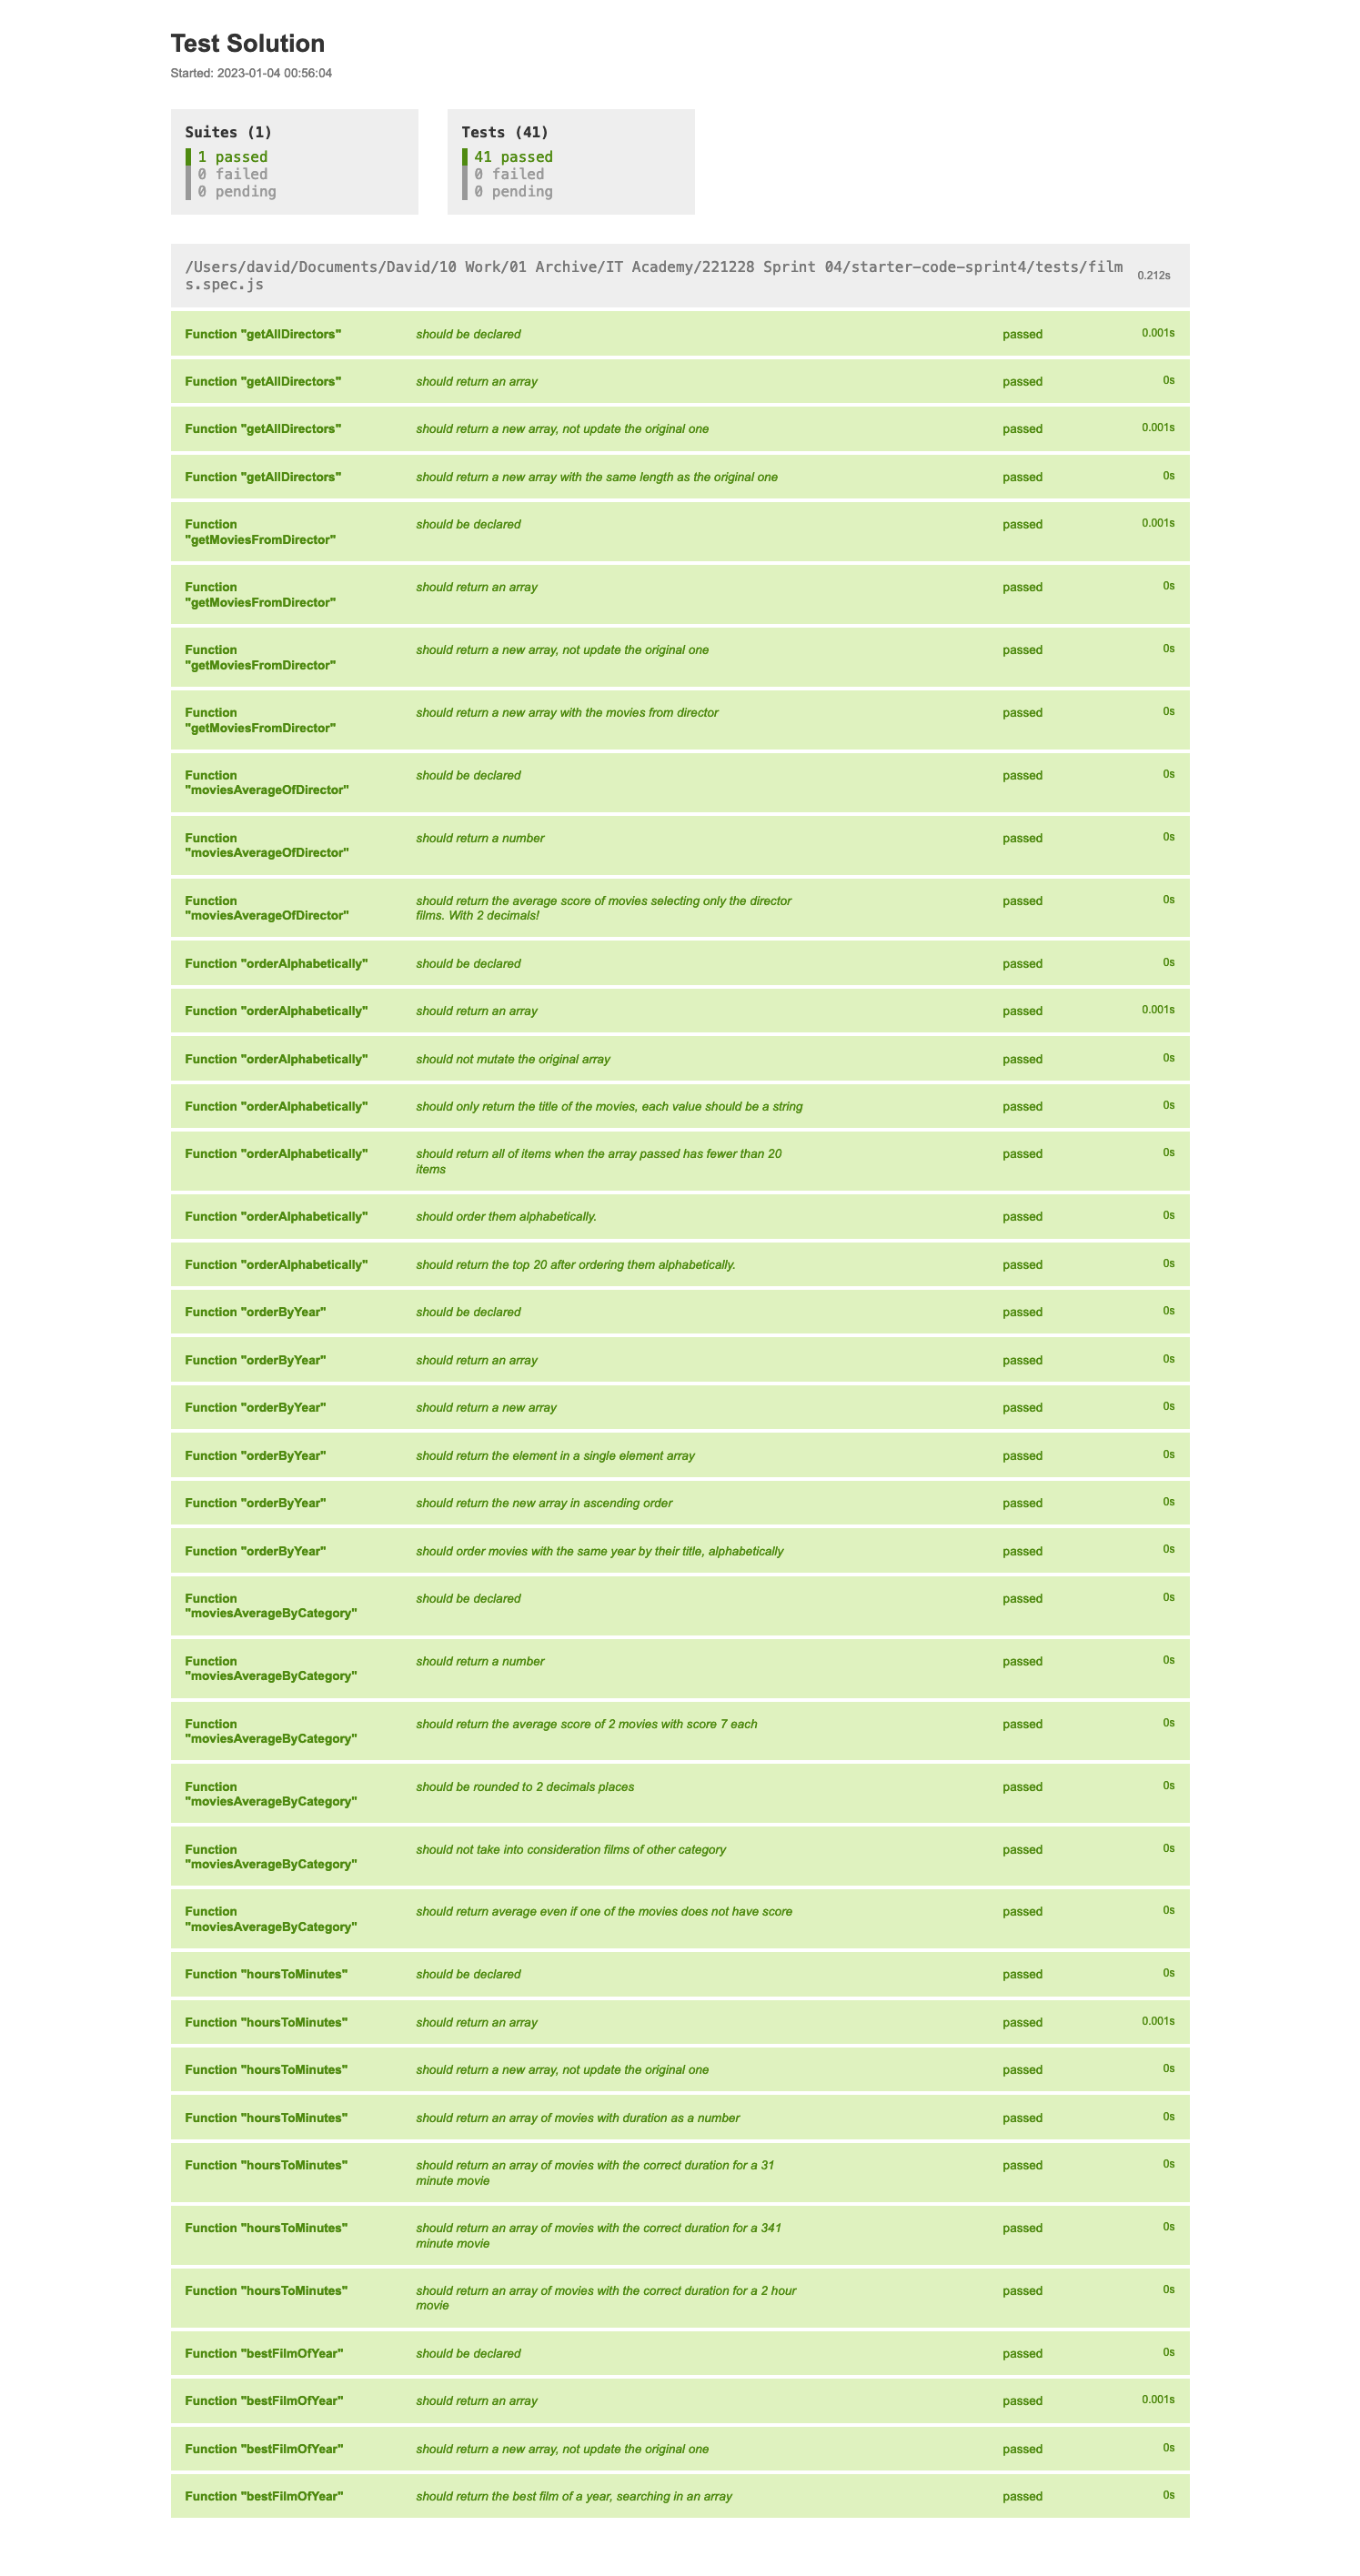 Test Solution
Started: 2023-01-04 00:56:04
Suites (1)
1 passed
0 failed
0 pending
Tests (41)
41 passed
0 failed
0 pending
/Users/david/Documents/David/10 Work/01 Archive/IT Academy/221228 Sprint 04/starter-code-sprint4/tests/film
s.spec.js
0.212s
Function "getAllDirectors" should be declared passed 0.001s
Function "getAllDirectors" should return an array passed 0s
Function "getAllDirectors" should return a new array, not update the original one passed 0.001s
Function "getAllDirectors" should return a new array with the same length as the original one passed 0s
Function should be declared passed 0.001s
"getMoviesFromDirector"
Function should return an array passed 0s
"getMoviesFromDirector"
Function should return a new array, not update the original one passed 0s
"getMoviesFromDirector"
Function should return a new array with the movies from director passed 0s
"getMoviesFromDirector"
Function should be declared passed 0s
"moviesAverageOfDirector"
Function should return a number passed 0s
"moviesAverageOfDirector"
Function should return the average score of movies selecting only the director passed 0s
"moviesAverageOfDirector" films. With 2 decimals!
Function "orderAlphabetically" should be declared passed 0s
Function "orderAlphabetically" should return an array passed 0.001s
Function "orderAlphabetically" should not mutate the original array passed 0s
Function "orderAlphabetically" should only return the title of the movies, each value should be a string passed 0s
Function "orderAlphabetically" should return all of items when the array passed has fewer than 20 passed 0s
items
Function "orderAlphabetically" should order them alphabetically. passed 0s
Function "orderAlphabetically" should return the top 20 after ordering them alphabetically. passed 0s
Function "orderByYear" should be declared passed 0s
Function "orderByYear" should return an array passed 0s
Function "orderByYear" should return a new array passed 0s
Function "orderByYear" should return the element in a single element array passed 0s
Function "orderByYear" should return the new array in ascending order passed 0s
Function "orderByYear" should order movies with the same year by their title, alphabetically passed 0s
Function should be declared passed 0s
"moviesAverageByCategory"
Function should return a number passed 0s
"moviesAverageByCategory"
Function should return the average score of 2 movies with score 7 each passed 0s
"moviesAverageByCategory"
Function should be rounded to 2 decimals places passed 0s
"moviesAverageByCategory"
Function should not take into consideration films of other category passed 0s
"moviesAverageByCategory"
Function should return average even if one of the movies does not have score passed 0s
"moviesAverageByCategory"
Function "hoursToMinutes" should be declared passed 0s
Function "hoursToMinutes" should return an array passed 0.001s
Function "hoursToMinutes" should return a new array, not update the original one passed 0s
Function "hoursToMinutes" should return an array of movies with duration as a number passed 0s
Function "hoursToMinutes" should return an array of movies with the correct duration for a 31 passed 0s
minute movie
Function "hoursToMinutes" should return an array of movies with the correct duration for a 341 passed 0s
minute movie
Function "hoursToMinutes" should return an array of movies with the correct duration for a 2 hour passed 0s
movie
Function "bestFilmOfYear" should be declared passed 0s
Function "bestFilmOfYear" should return an array passed 0.001s
Function "bestFilmOfYear" should return a new array, not update the original one passed 0s
Function "bestFilmOfYear" should return the best film of a year, searching in an array passed 0s